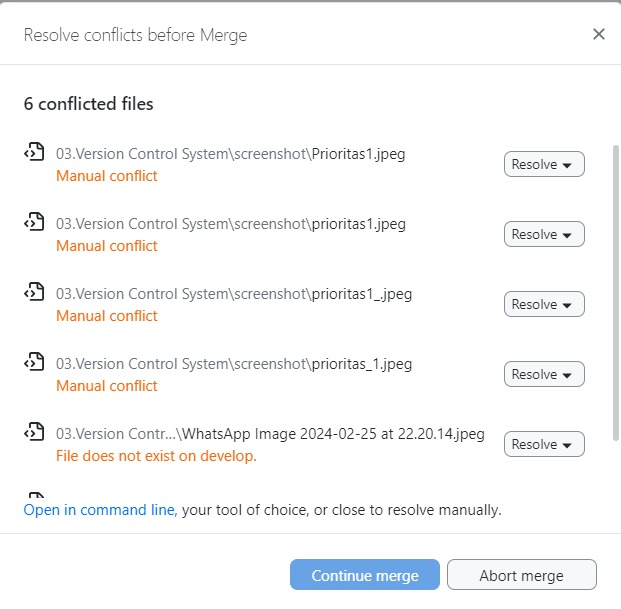 Resolve conflicts before Merge
6 conflicted files
03.Version Control System\screenshot\Prioritas1.jpeg
Manual conflict
Resolve
03.Version Control System\screenshot\prioritas1.jpeg
Manual conflict
Resolve
03.Version Control System\screenshot\prioritas1_.jpeg
Manual conflict
Resolve
03.Version Control System\screenshot\prioritas_1.jpeg
Manual conflict
Resolve
03.Version Contr...\WhatsApp Image 2024-02-25 at 22.20.14.jpeg
File does not exist on develop.
Resolve
Open in command line, your tool of choice, or close to resolve manually.
Continue merge
Abort merge